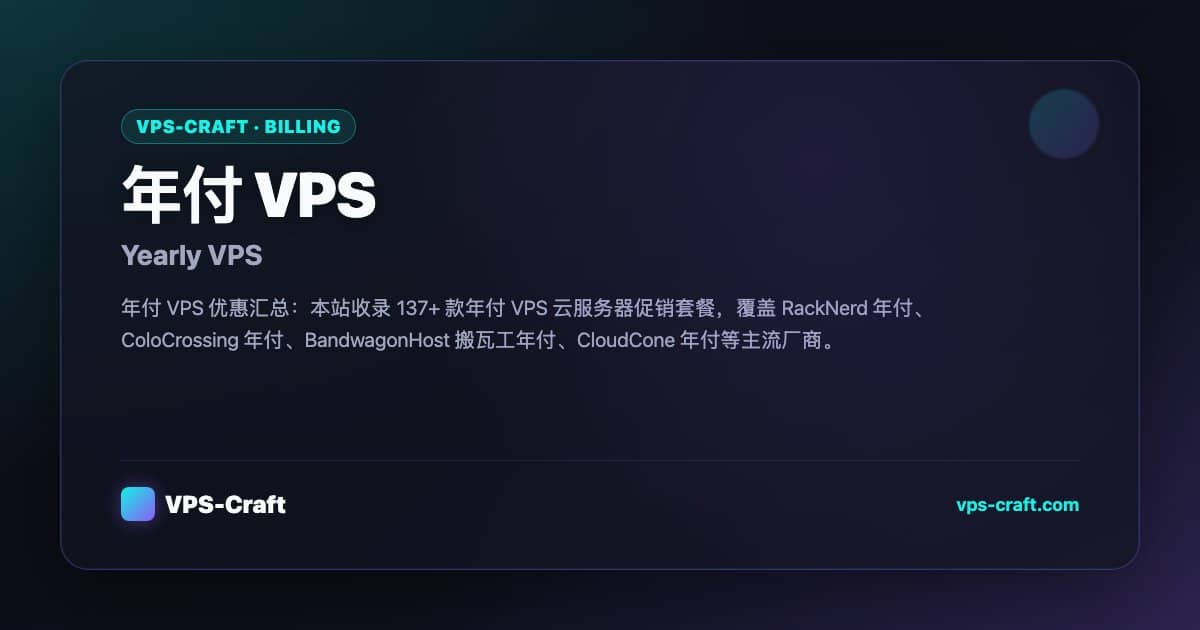 VPS-CRAFT · BILLING
年付 VPS
Yearly VPS
年付 VPS 优惠汇总：本站收录 137+ 款年付 VPS 云服务器促销套餐，覆盖 RackNerd 年付、
ColoCrossing 年付、BandwagonHost 搬瓦工年付、CloudCone 年付等主流厂商。
VPS-Craft
vps-craft.com